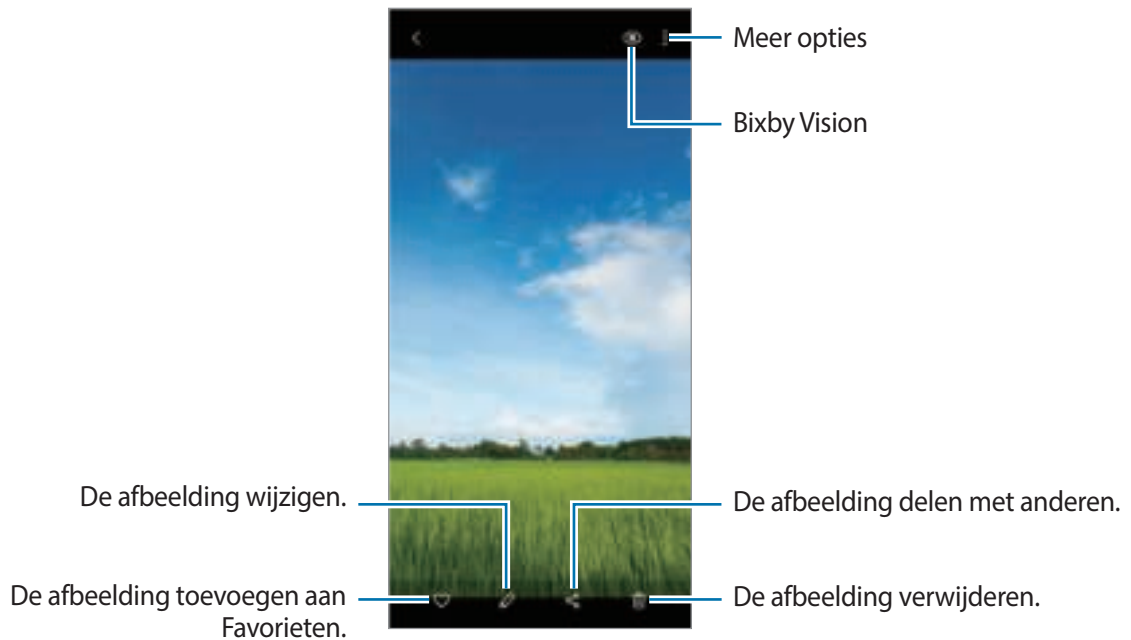 Meer opties
Bixby Vision
De afbeelding wijzigen.
De afbeelding delen met anderen.
De afbeelding toevoegen aan
Favorieten.
De afbeelding verwijderen.